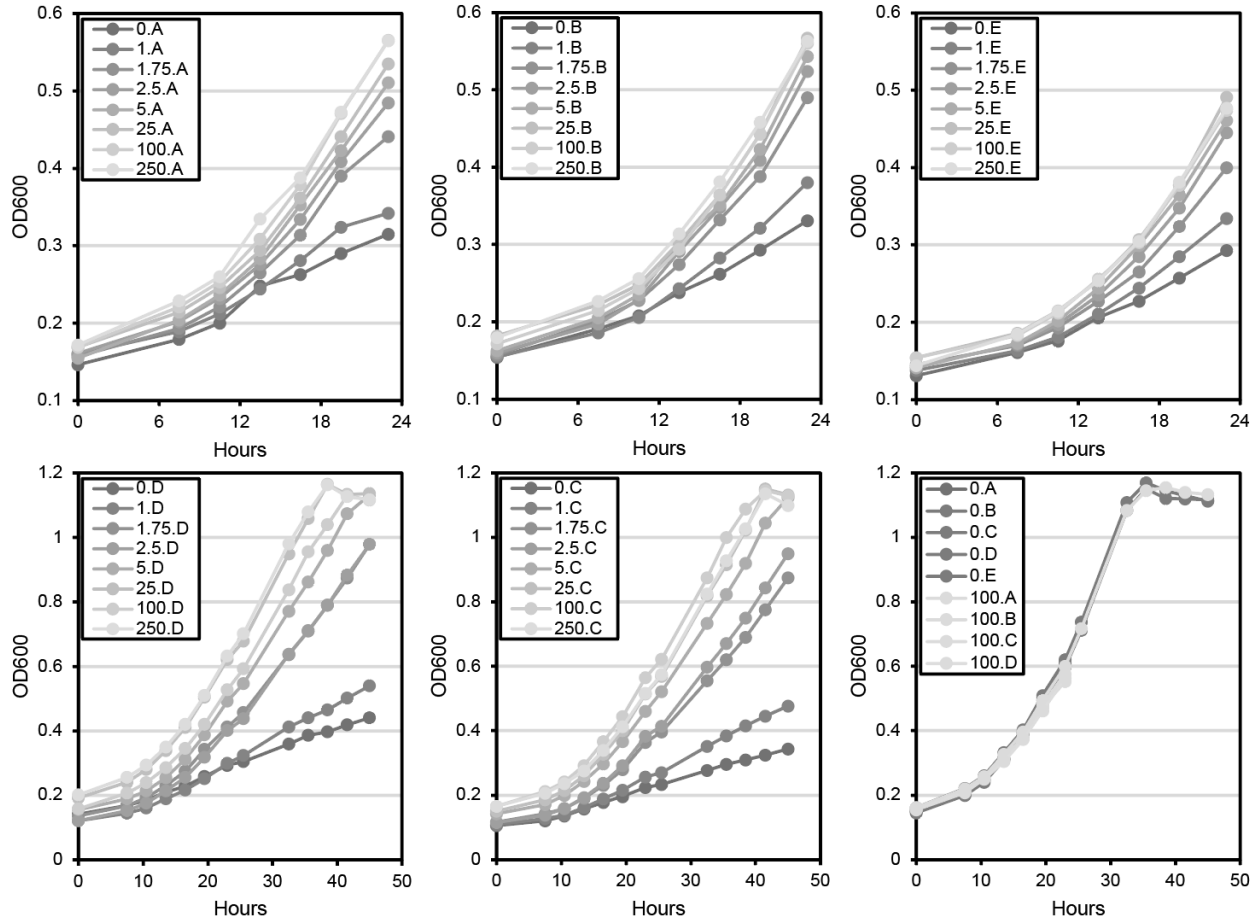 0.6
0.5
0.4
0.3
0.2
0.1
OD600
0.A
1.A
1.75.A
2.5.A
5.A
25.A
100.A
250.A
0 6 12 18 24
Hours
0.6
0.5
0.4
0.3
0.2
0.1
OD600
0.B
1.B
1.75.B
2.5.B
5.B
25.B
100.B
250.B
0 6 12 18 24
Hours
0.6
0.5
0.4
0.3
0.2
0.1
OD600
0.E
1.E
1.75.E
2.5.E
5.E
25.E
100.E
250.E
0 6 12 18 24
Hours
1.2
1
0.8
0.6
0.4
0.2
0
OD600
0.D
1.D
1.75.D
2.5.D
5.D
25.D
100.D
250.D
0 10 20 30 40 50
Hours
1.2
1
0.8
0.6
0.4
0.2
0
OD600
0.C
1.C
1.75.C
2.5.C
5.C
25.C
100.C
250.C
0 10 20 30 40 50
Hours
1.2
1
0.8
0.6
0.4
0.2
0
OD600
0.A
0.B
0.C
0.D
0.E
100.A
100.B
100.C
100.D
0 10 20 30 40 50
Hours